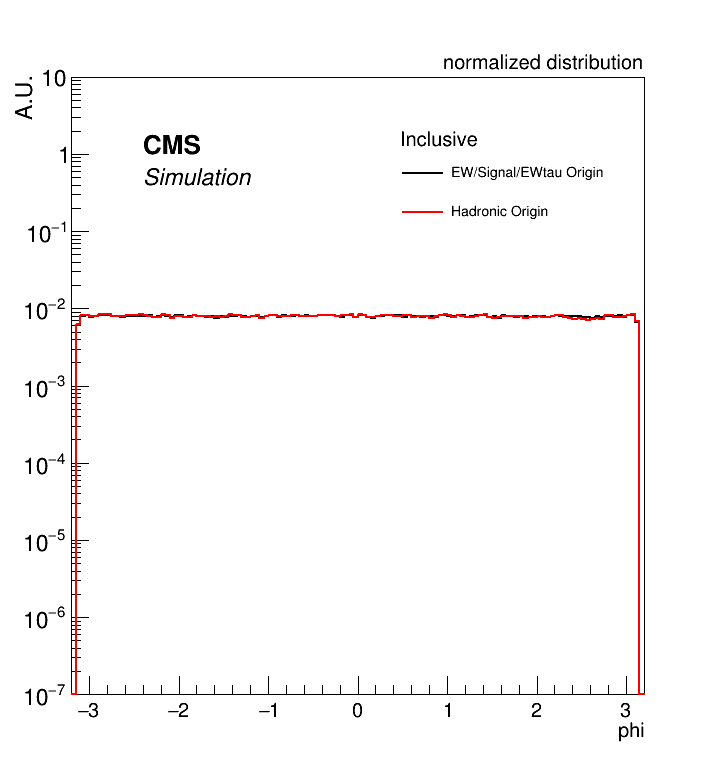 normalized distribution
A.U.
10
1
10⁻¹
10⁻²
10⁻³
10⁻⁴
10⁻⁵
10⁻⁶
10⁻⁷
CMS
Simulation
Inclusive
EW/Signal/EWtau Origin
Hadronic Origin
−3 −2 −1 0 1 2 3
phi